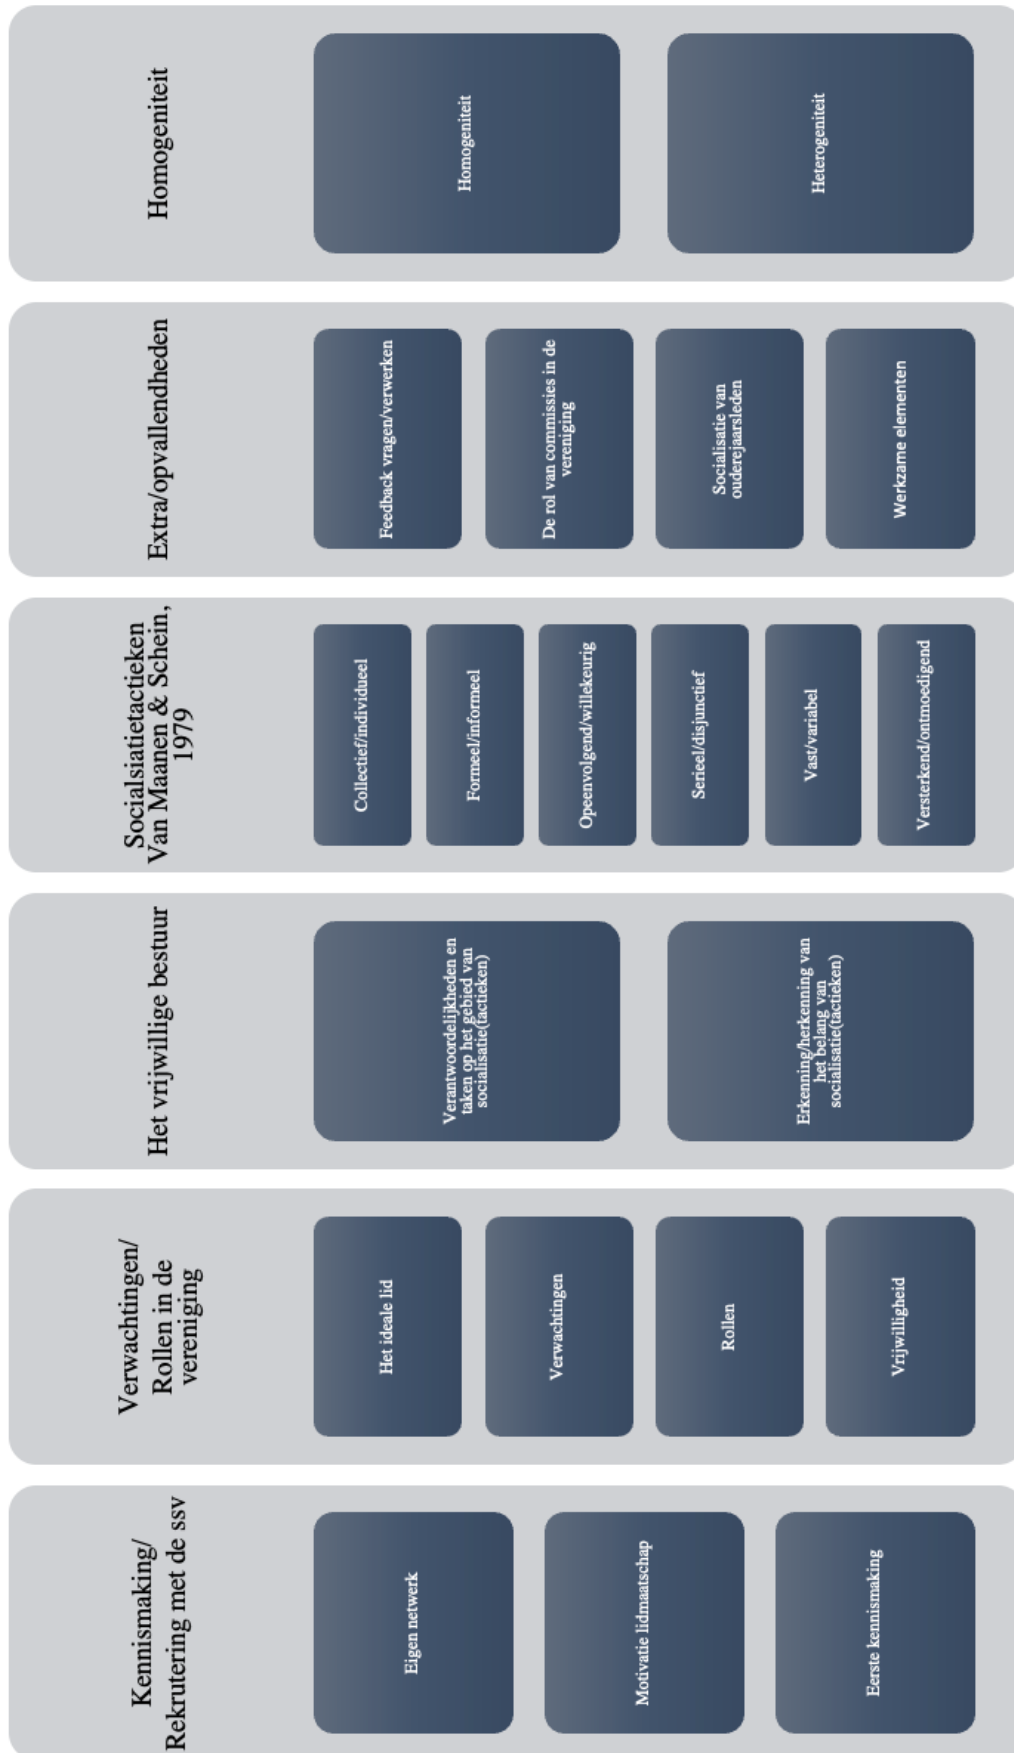 Kennismaking/
Rekrutering met de ssv
Eigen netwerk
Motivatie lidmaatschap
Eerste kennismaking
Verwachtingen/
Rollen in de
vereniging
Het ideale lid
Verwachtingen
Rollen
Vrijwilligheid
Het vrijwillige bestuur
Verantwoordelijkheden en
taken op het gebied van
socialisatie(tactieken)
Erkenning/herkenning van
het belang van
socialisatie(tactieken)
Socialsiatietactieken
Van Maanen & Schein,
1979
Collectief/individueel
Formeel/informeel
Opeenvolgend/willekeurig
Serieel/disjunctief
Vast/variabel
Versterkend/ontmoedigend
Extra/opvallendheden
Feedback vragen/verwerken
De rol van commissies in de
vereniging
Socialisatie van
ouderejaarsleden
Werkzame elementen
Homogeniteit
Homogeniteit
Heterogeniteit